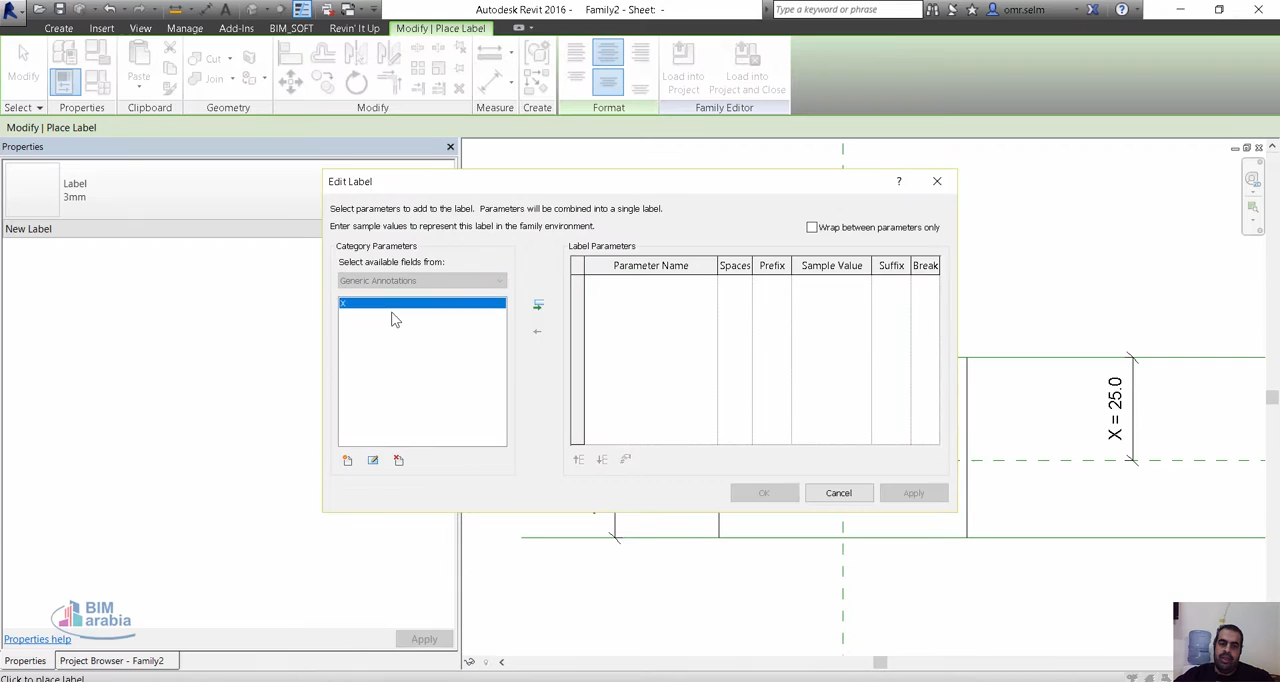 Autodesk Revit 2016 - Family2 - Sheet: -
Type a keyword or phrase
omr.selm
Create Insert View Manage Add-Ins BIM_SOFT Revin' It Up Modify | Place Label
Modify
Paste
Cut
Join
Load into
Project
Load into
Project and Close
Select Properties Clipboard Geometry Modify Measure Create Format Family Editor
Modify | Place Label
Properties
Label
3mm
New Label
Edit Label
Select parameters to add to the label. Parameters will be combined into a single label.
Enter sample values to represent this label in the family environment.
Wrap between parameters only
Category Parameters
Select available fields from:
Generic Annotations
X
Label Parameters
Parameter Name Spaces Prefix Sample Value Suffix Break
OK Cancel Apply
X = 25.0
BIM
arabia
Properties help
Apply
Properties Project Browser - Family2
Click to place label